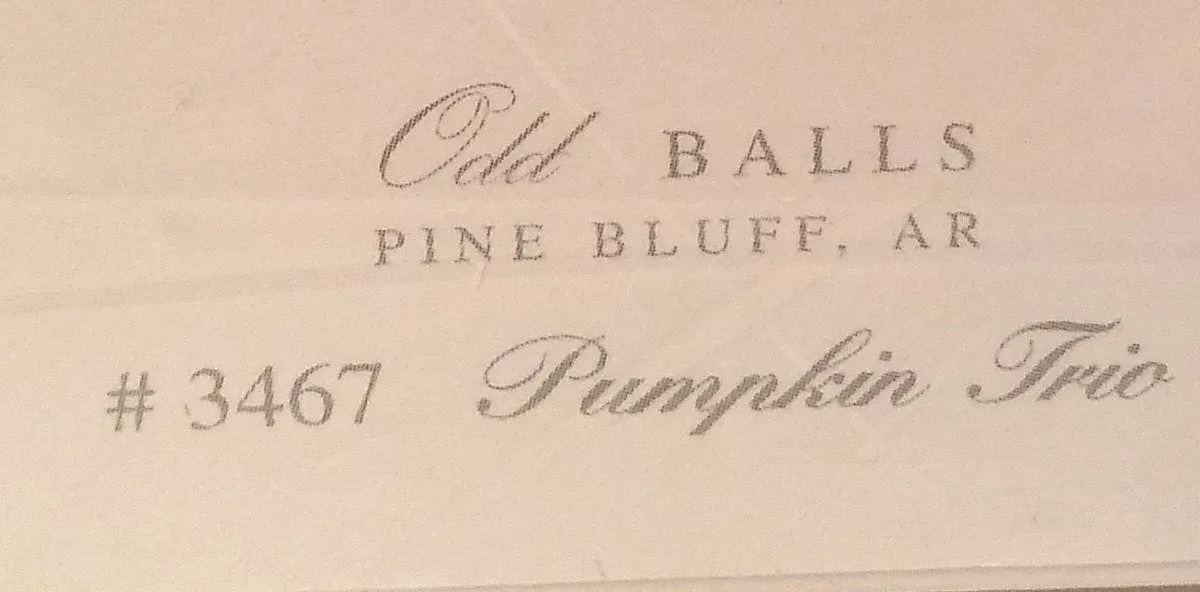 Odd BALLS
PINE BLUFF, AR
# 3467 Pumpkin Trio